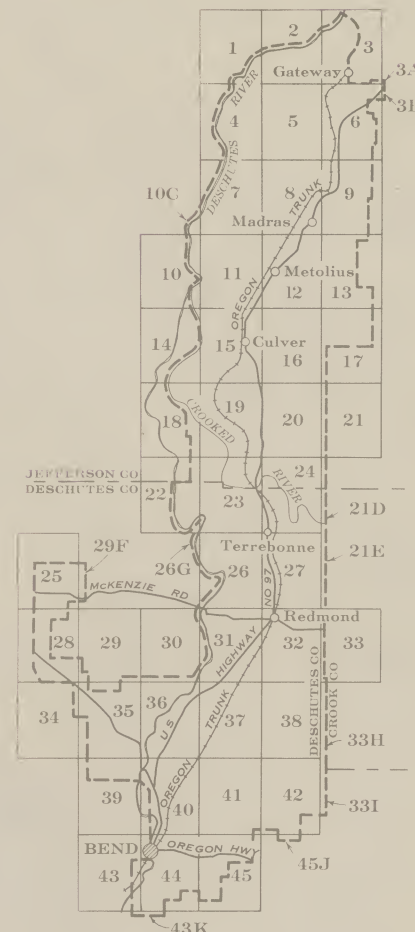 1
2
3
Gateway
3A
3B
RIVER
4
5
6
DESCHUTES
10C
7
8
9
TRUNK
Madras
10
11
Metolius
12
13
OREGON
14
15
Culver
16
17
18
CROOKED
19
20
21
JEFFERSON CO
DESCHUTES CO
22
23
24
RIVER
21D
Terrebonne
21E
29F
25
26G
26
27
NO 97
McKENZIE RD
28
29
30
31
Redmond
32
33
HIGHWAY
DESCHUTES CO
CROOK CO
34
35
36
U S
TRUNK
37
38
33H
39
OREGON
40
41
42
33I
BEND
OREGON HWY
43
44
45
45J
43K